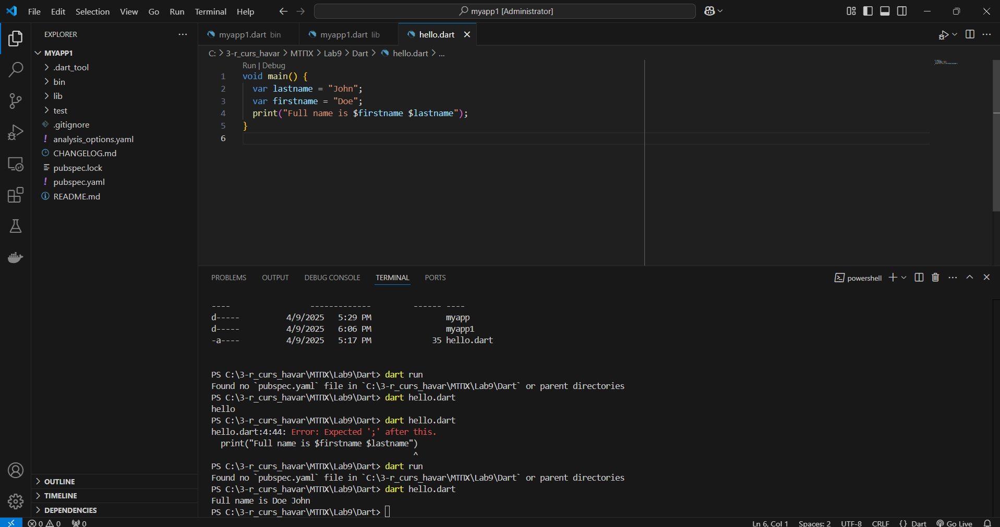 File Edit Selection View Go Run Terminal Help
myapp1 [Administrator]
EXPLORER
MYAPP1
.dart_tool
bin
lib
test
.gitignore
! analysis_options.yaml
CHANGELOG.md
pubspec.lock
! pubspec.yaml
README.md
OUTLINE
TIMELINE
DEPENDENCIES
myapp1.dart bin
myapp1.dart lib
hello.dart
C: > 3-r_curs_havar > МТПХ > Lab9 > Dart > hello.dart > ...
Run | Debug
1 void main() {
2 var lastname = "John";
3 var firstname = "Doe";
4 print("Full name is $firstname $lastname");
5 }
6
PROBLEMS OUTPUT DEBUG CONSOLE TERMINAL PORTS
powershell
---- ------------- ------ ----
d----- 4/9/2025 5:29 PM myapp
d----- 4/9/2025 6:06 PM myapp1
-a---- 4/9/2025 5:17 PM 35 hello.dart
PS C:\3-r_curs_havar\МТПХ\Lab9\Dart> dart run
Found no `pubspec.yaml` file in `C:\3-r_curs_havar\МТПХ\Lab9\Dart` or parent directories
PS C:\3-r_curs_havar\МТПХ\Lab9\Dart> dart hello.dart
hello
PS C:\3-r_curs_havar\МТПХ\Lab9\Dart> dart hello.dart
hello.dart:4:44: Error: Expected ';' after this.
print("Full name is $firstname $lastname")
^
PS C:\3-r_curs_havar\МТПХ\Lab9\Dart> dart run
Found no `pubspec.yaml` file in `C:\3-r_curs_havar\МТПХ\Lab9\Dart` or parent directories
PS C:\3-r_curs_havar\МТПХ\Lab9\Dart> dart hello.dart
Full name is Doe John
PS C:\3-r_curs_havar\МТПХ\Lab9\Dart>
0 0 0
Ln 6, Col 1 Spaces: 2 UTF-8 CRLF {} Dart Go Live